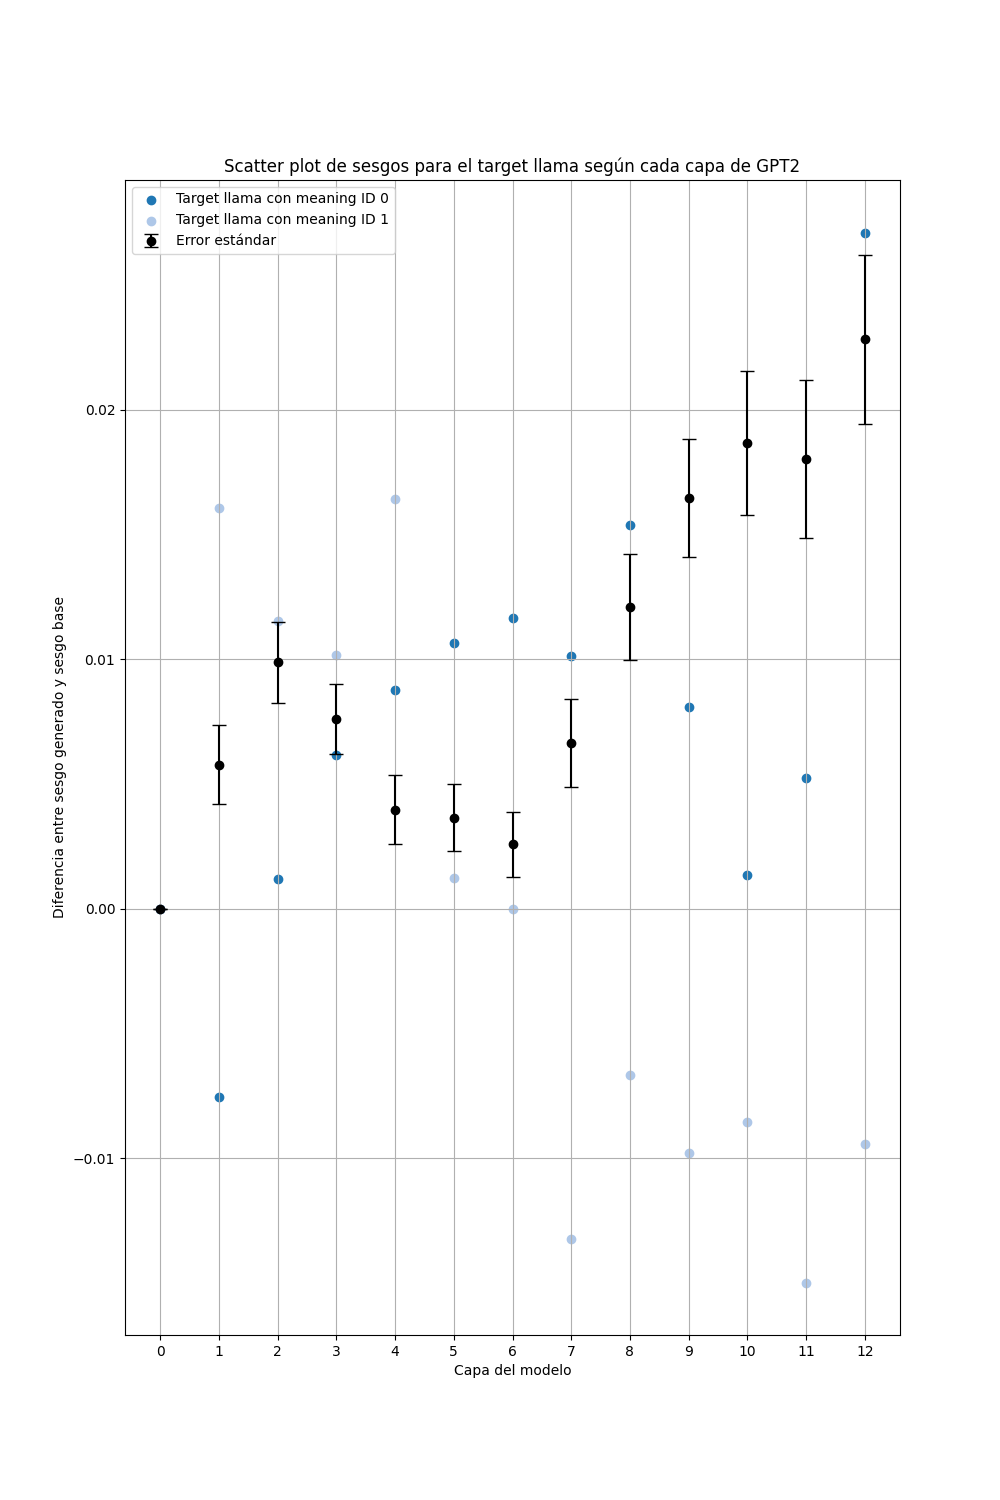 Scatter plot de sesgos para el target llama según cada capa de GPT2
Target llama con meaning ID 0
Target llama con meaning ID 1
Error estándar
Diferencia entre sesgo generado y sesgo base
0.02
0.01
0.00
−0.01
0 1 2 3 4 5 6 7 8 9 10 11 12
Capa del modelo